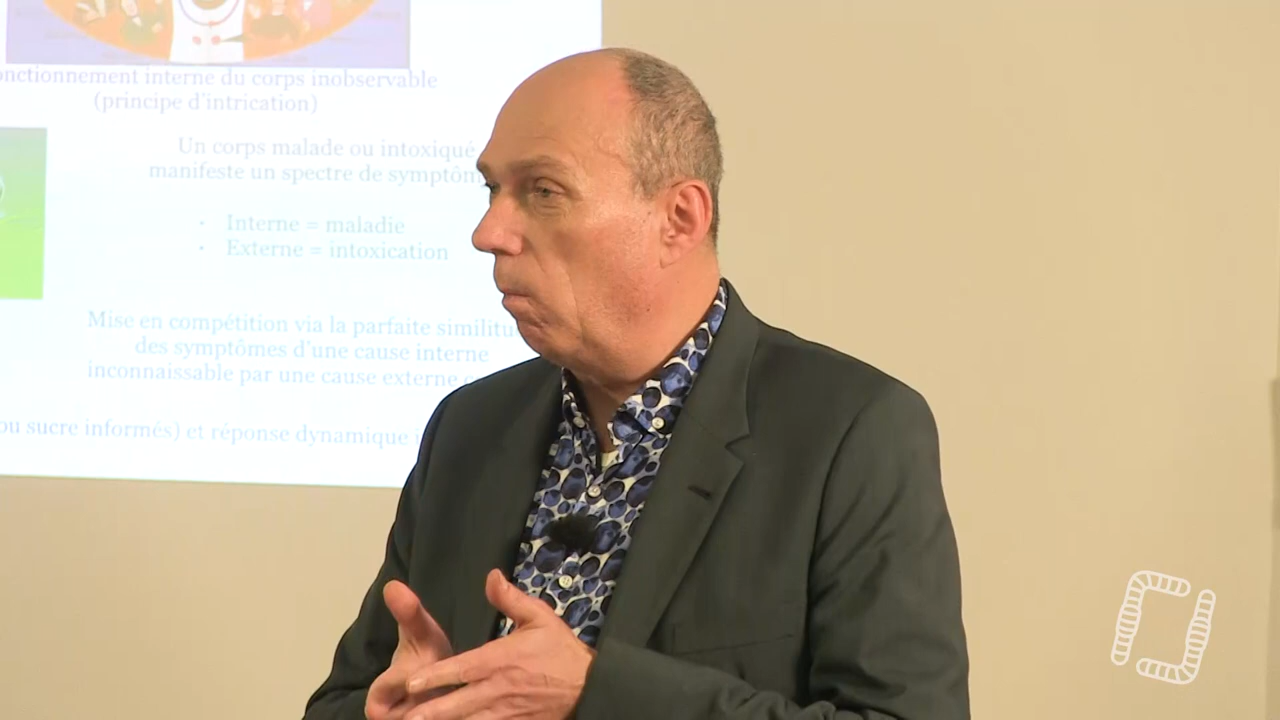 onctionnement interne du corps inobservable
(principe d'intrication)
Un corps malade ou intoxiqué
manifeste un spectre de symptôm
• Interne = maladie
• Externe = intoxication
Mise en compétition via la parfaite similitu
des symptômes d'une cause interne
inconnaissable par une cause externe
ou sucre informés) et réponse dynamique